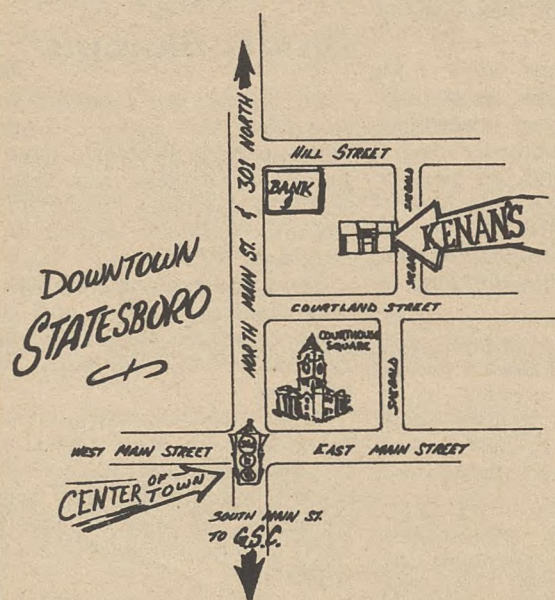 301 NORTH
NORTH MAIN ST. &
HILL STREET
BANK
KENAN'S
DOWNTOWN
STATESBORO
COURTLAND STREET
COURTHOUSE
SQUARE
SIEBALD
WEST MAIN STREET
EAST MAIN STREET
CENTER OF TOWN
SOUTH MAIN ST.
TO G.S.C.